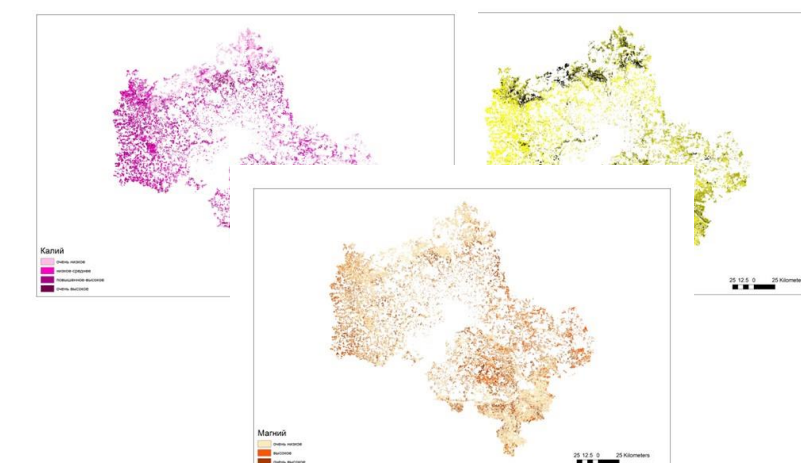 Калий
очень низкое
низкое-среднее
повышенное-высокое
очень высокое
25 12.5 0 25 Kilometers
Магний
очень низкое
высокое
очень высокое
25 12.5 0 25 Kilometers